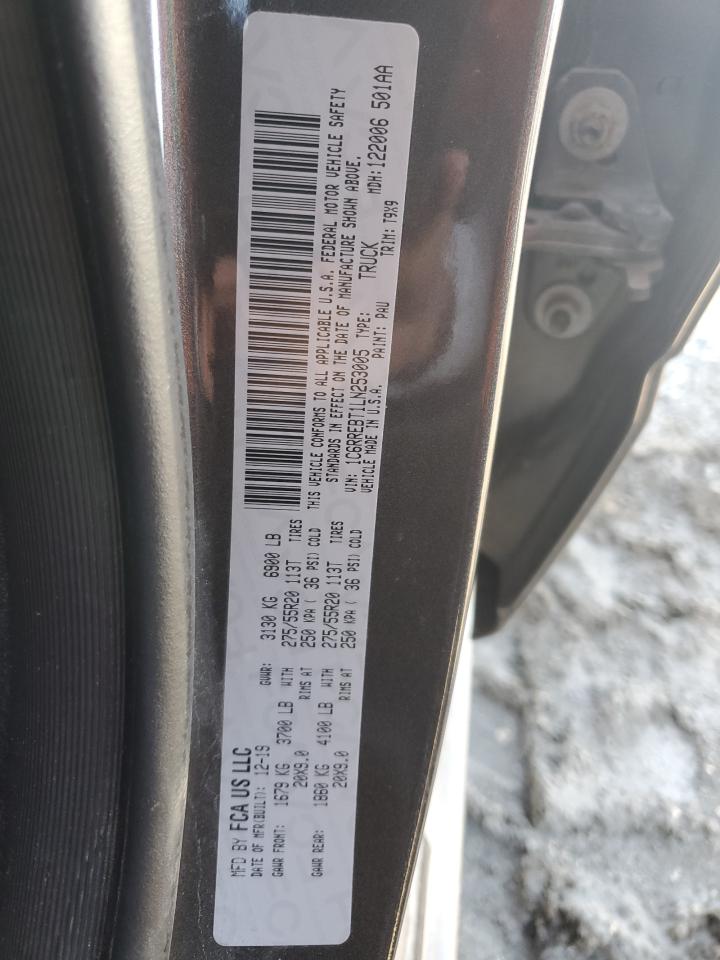 MFD BY FCA US LLC
DATE OF MFR(BUILT): 12-19 GVWR: 3130 KG 6900 LB
GAWR FRONT: 1679 KG 3700 LB WITH 275/55R20 113T TIRES
20X9.0 RIMS AT 250 KPA ( 36 PSI) COLD
GAWR REAR: 1860 KG 4100 LB WITH 275/55R20 113T TIRES
20X9.0 RIMS AT 250 KPA ( 36 PSI) COLD
THIS VEHICLE CONFORMS TO ALL APPLICABLE U.S.A. FEDERAL MOTOR VEHICLE SAFETY
STANDARDS IN EFFECT ON THE DATE OF MANUFACTURE SHOWN ABOVE.
VIN: 1C6RREBT1LN253005 TYPE: TRUCK MDH: 122006 501AA
VEHICLE MADE IN U.S.A. PAINT: PAU TRIM: T9X9